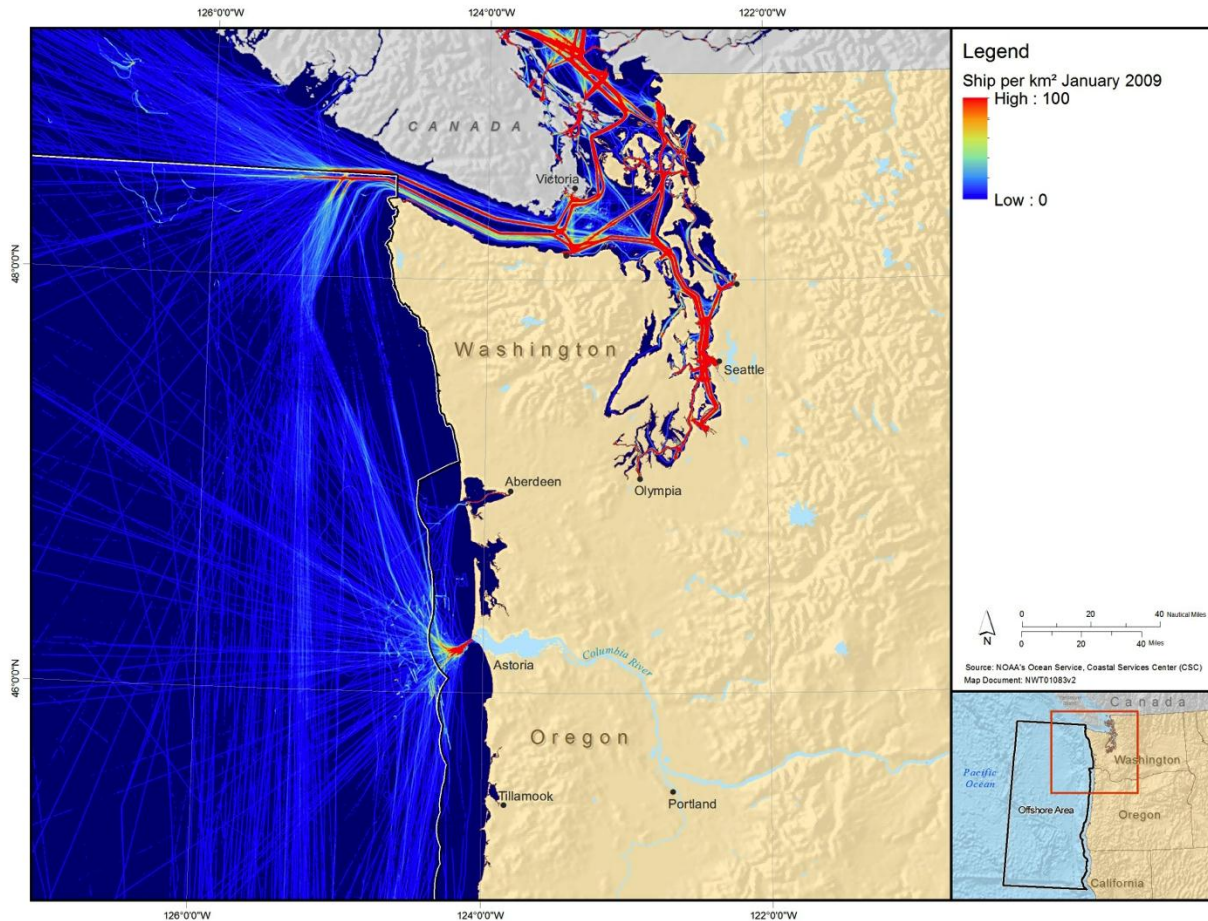 126°0'0"W
124°0'0"W
122°0'0"W
CANADA
Victoria
48°0'0"N
Washington
Seattle
Aberdeen
Olympia
Astoria
Columbia River
46°0'0"N
Oregon
Tillamook
Portland
126°0'0"W
124°0'0"W
122°0'0"W
Legend
Ship per km² January 2009
High : 100
Low : 0
N
0 20 40 Nautical Miles
0 20 40 Miles
Source: NOAA's Ocean Service, Coastal Services Center (CSC)
Map Document: NWT01083v2
Canada
Pacific
Ocean
Washington
Offshore Area
Oregon
California